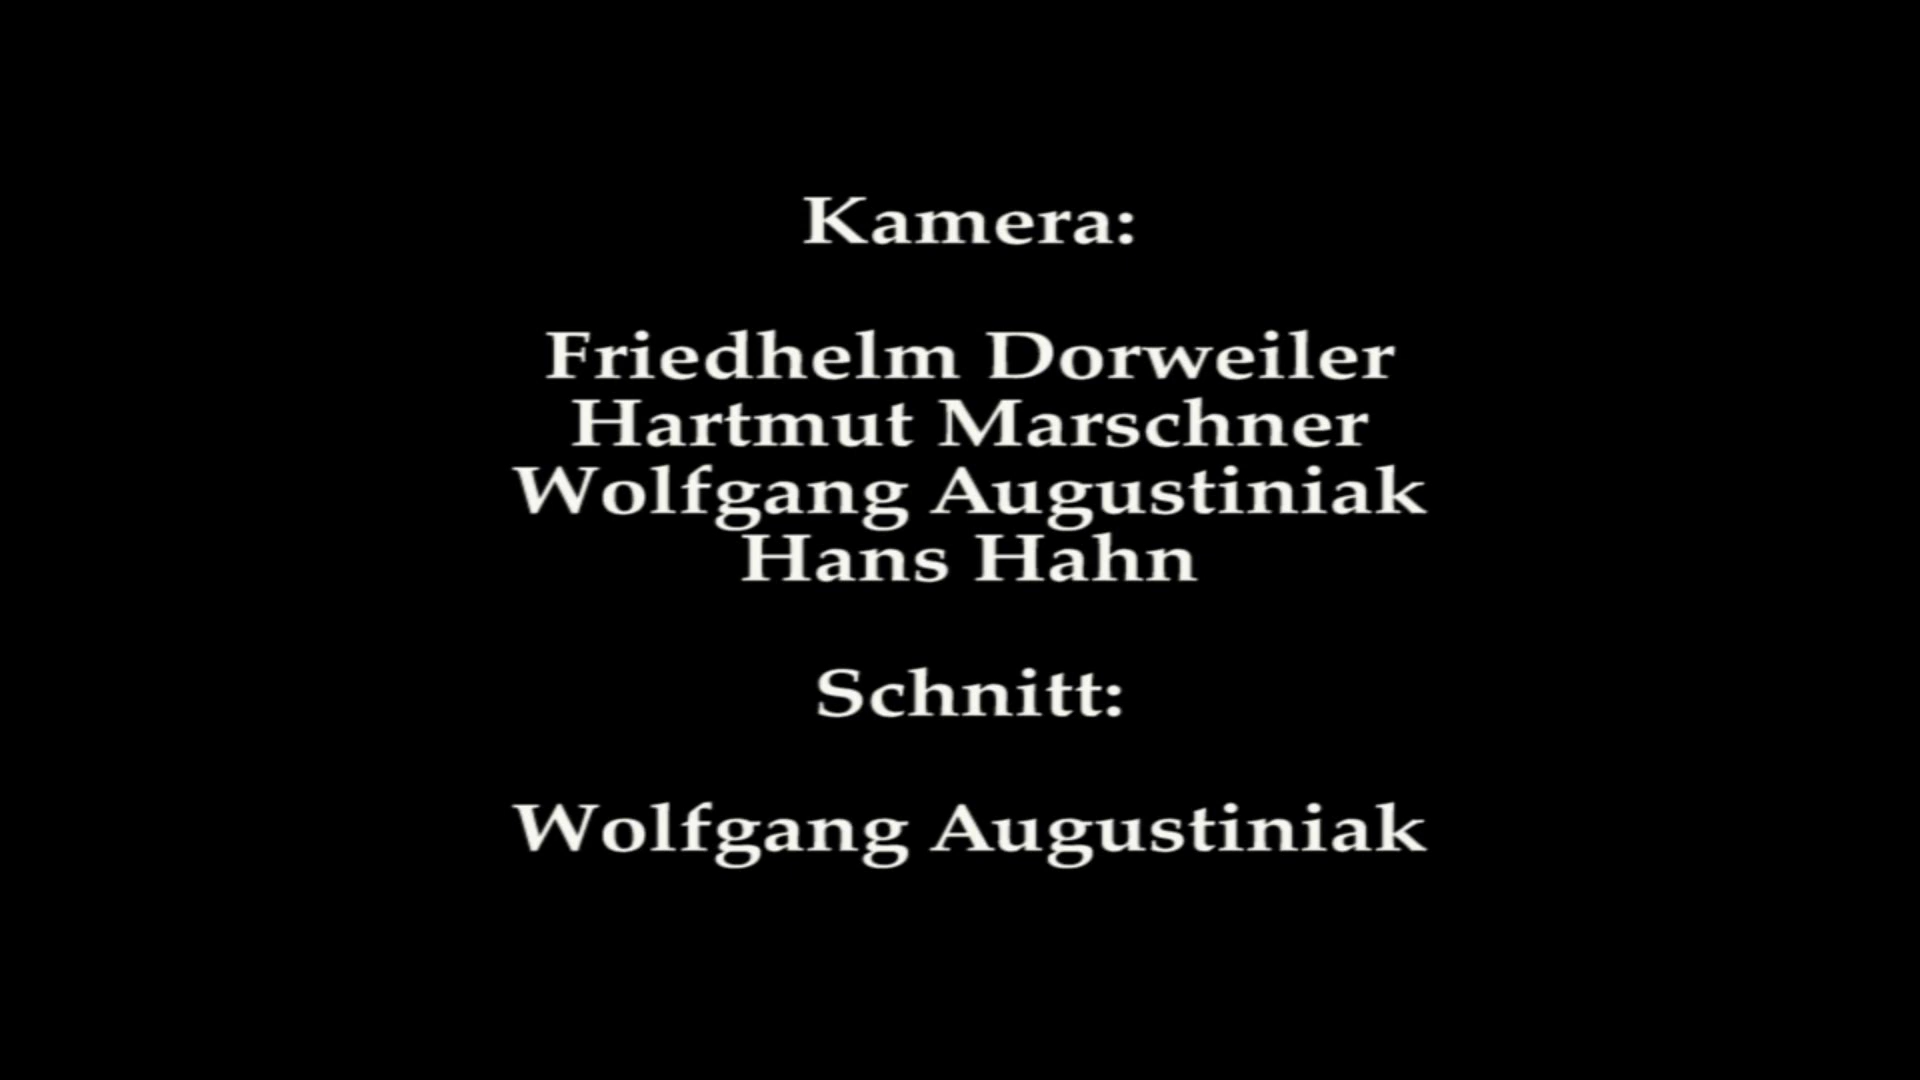 Kamera:
Friedhelm Dorweiler
Hartmut Marschner
Wolfgang Augustiniak
Hans Hahn
Schnitt:
Wolfgang Augustiniak